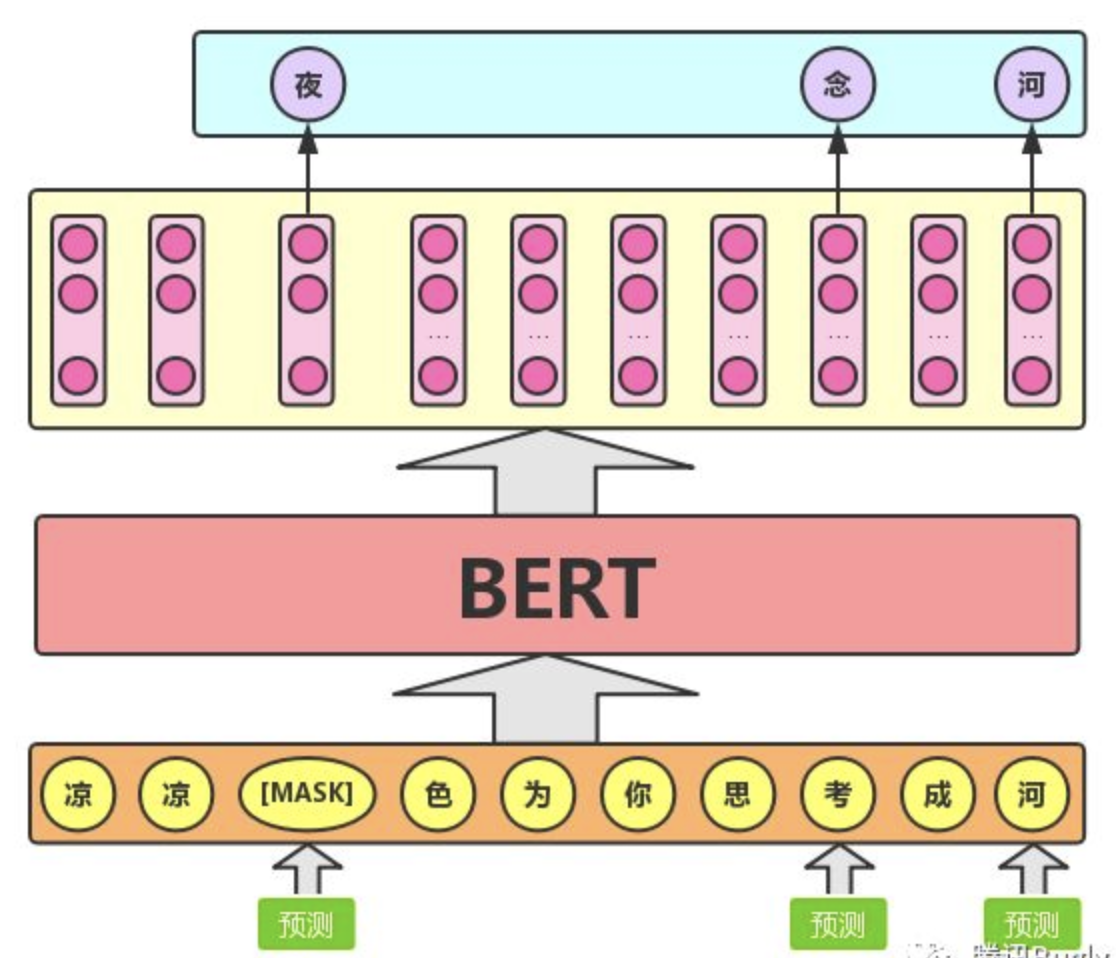 夜 念 河
... ... ... ... ... ... ...
BERT
凉 凉 [MASK] 色 为 你 思 考 成 河
预测 预测 预测